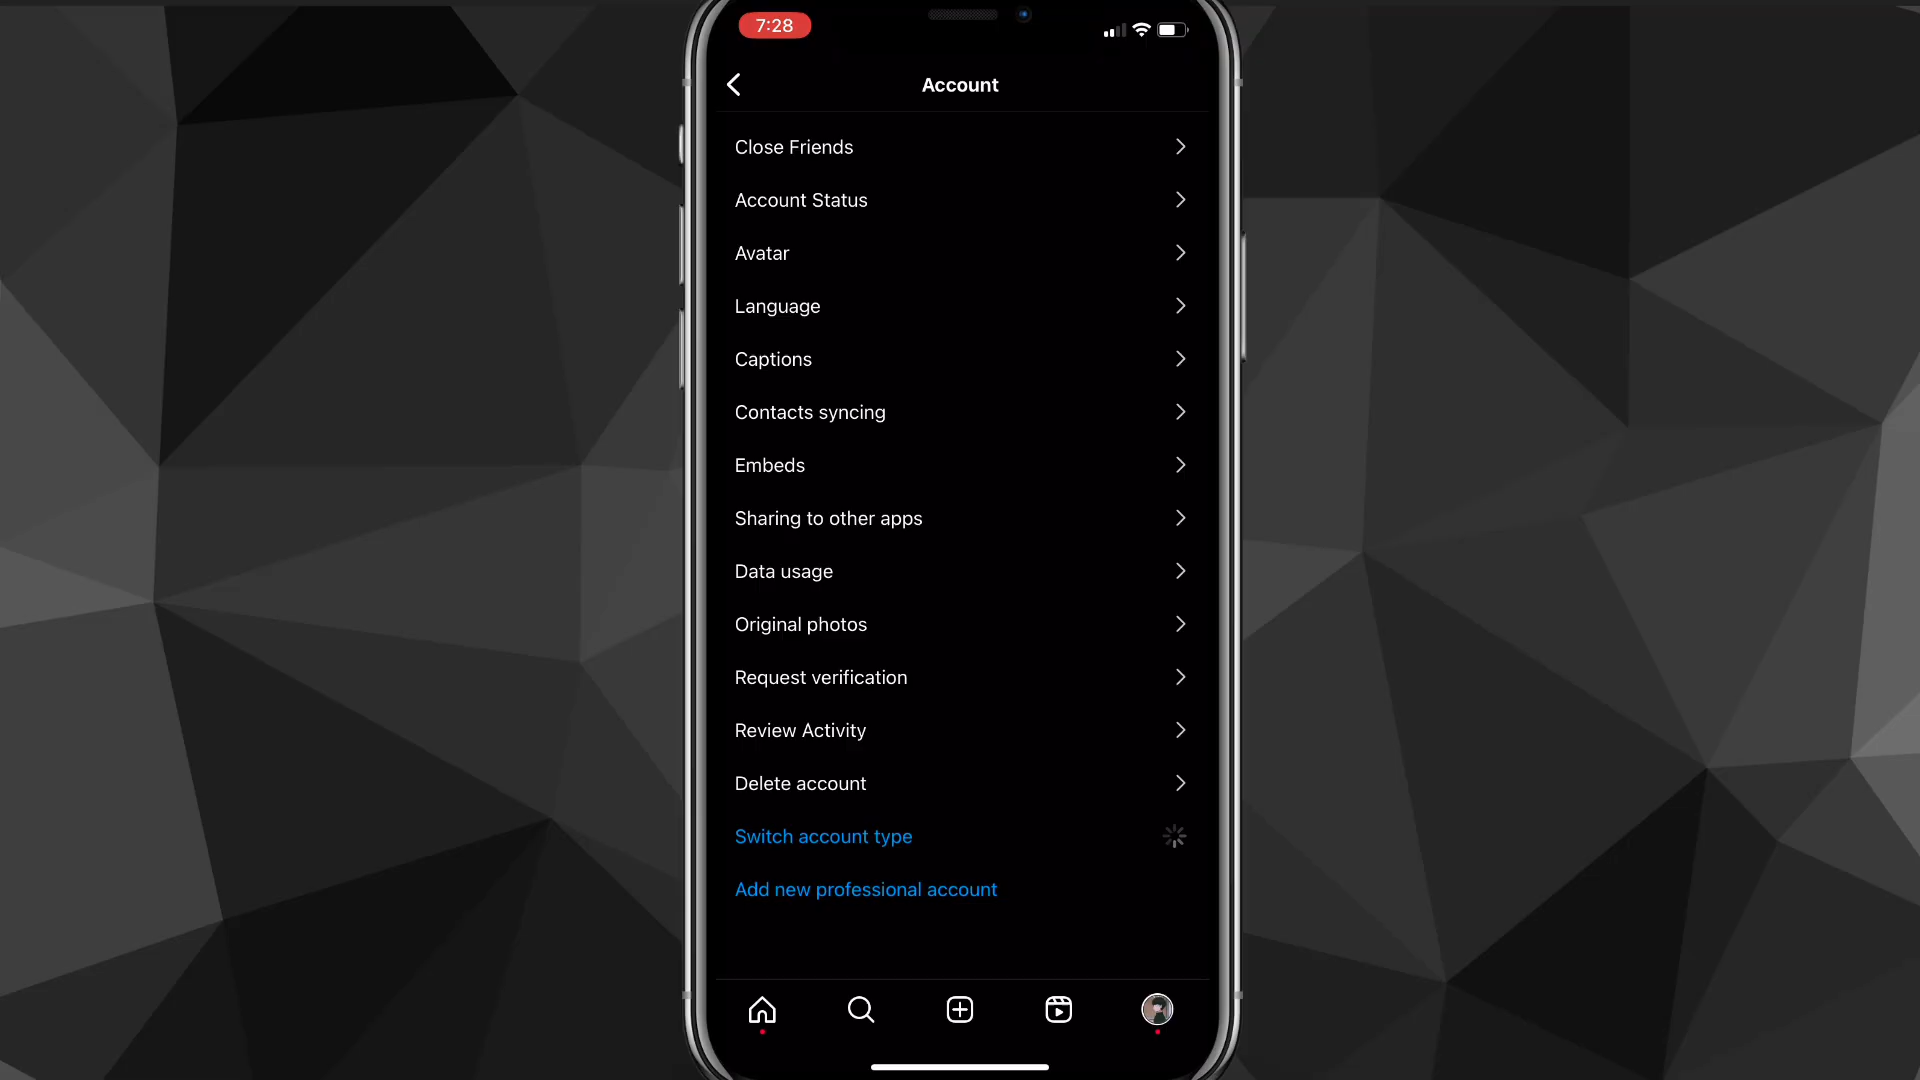 7:28
Account
Close Friends
Account Status
Avatar
Language
Captions
Contacts syncing
Embeds
Sharing to other apps
Data usage
Original photos
Request verification
Review Activity
Delete account
Switch account type
Add new professional account